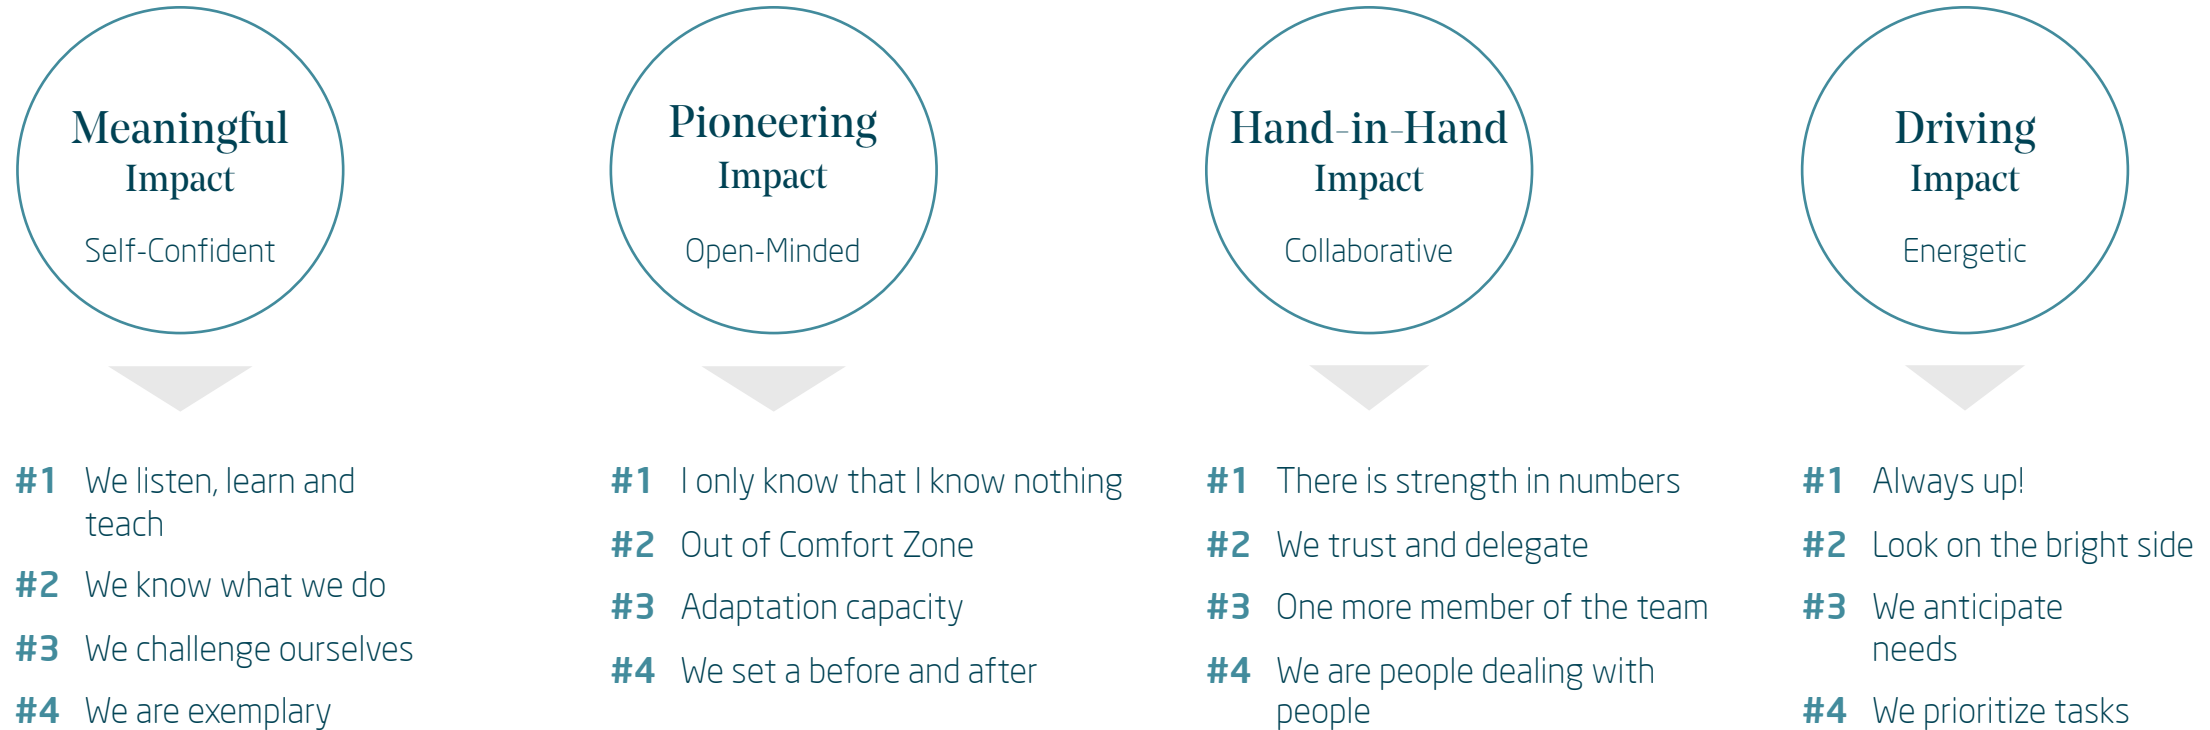 Meaningful
Impact
Self-Confident
#1 We listen, learn and
teach
#2 We know what we do
#3 We challenge ourselves
#4 We are exemplary
Pioneering
Impact
Open-Minded
#1 I only know that I know nothing
#2 Out of Comfort Zone
#3 Adaptation capacity
#4 We set a before and after
Hand-in-Hand
Impact
Collaborative
#1 There is strength in numbers
#2 We trust and delegate
#3 One more member of the team
#4 We are people dealing with
people
Driving
Impact
Energetic
#1 Always up!
#2 Look on the bright side
#3 We anticipate
needs
#4 We prioritize tasks